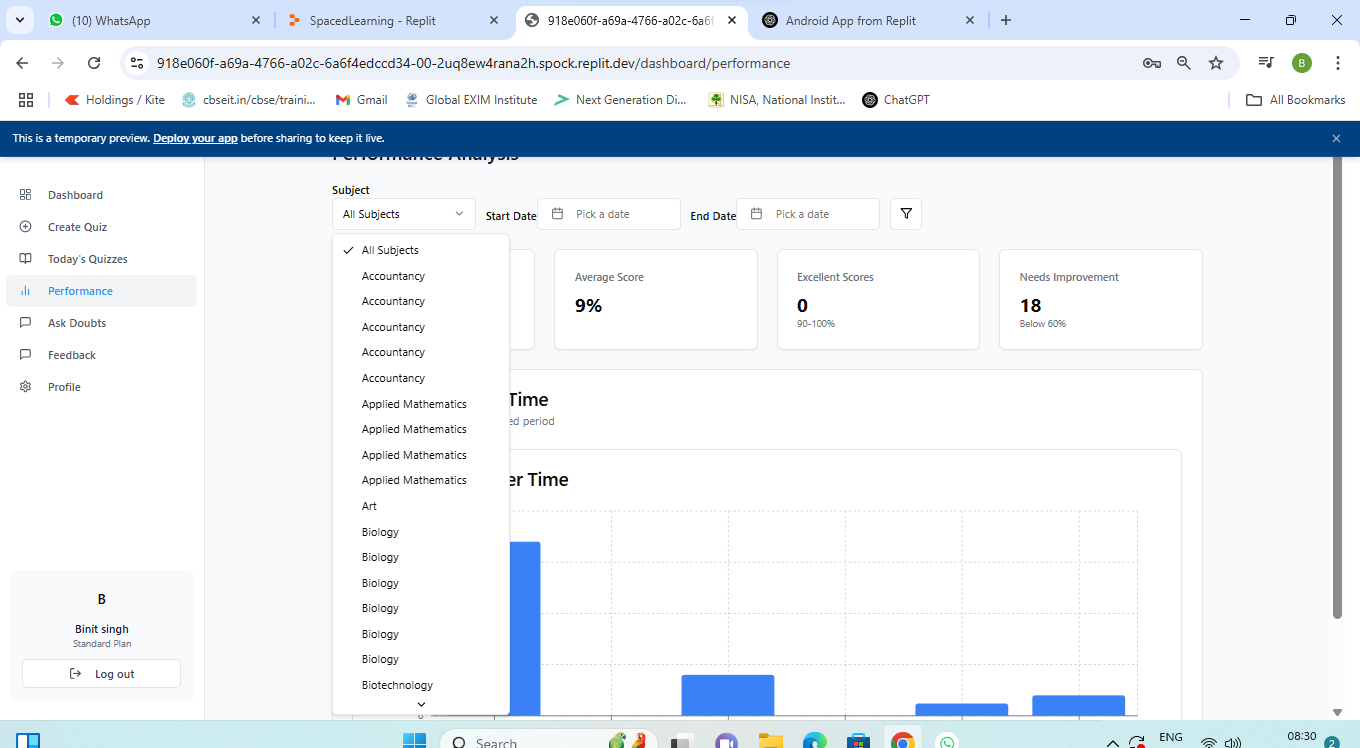 (10) WhatsApp
SpacedLearning - Replit
918e060f-a69a-4766-a02c-6a6f
Android App from Replit
918e060f-a69a-4766-a02c-6a6f4edccd34-00-2uq8ew4rana2h.spock.replit.dev/dashboard/performance
B
Holdings / Kite
cbseit.in/cbse/traini...
Gmail
Global EXIM Institute
Next Generation Di...
NISA, National Instit...
ChatGPT
All Bookmarks
This is a temporary preview. Deploy your app before sharing to keep it live.
Performance Analysis
Dashboard
Create Quiz
Today's Quizzes
Performance
Ask Doubts
Feedback
Profile
B
Binit singh
Standard Plan
Log out
Subject
All Subjects
Start Date
Pick a date
End Date
Pick a date
All Subjects
Accountancy
Accountancy
Accountancy
Accountancy
Accountancy
Applied Mathematics
Applied Mathematics
Applied Mathematics
Applied Mathematics
Art
Biology
Biology
Biology
Biology
Biology
Biology
Biotechnology
Average Score
9%
Excellent Scores
0
90-100%
Needs Improvement
18
Below 60%
Time
ed period
er Time
0
Search
ENG
08:30
2